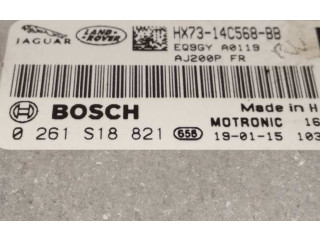 JAGUAR LAND ROVER HX73-14C568-BB
EQ9GY A0119
AJ200P FR
BOSCH Made in H
MOTRONIC 16
0 261 S18 821 658 19-01-15 103